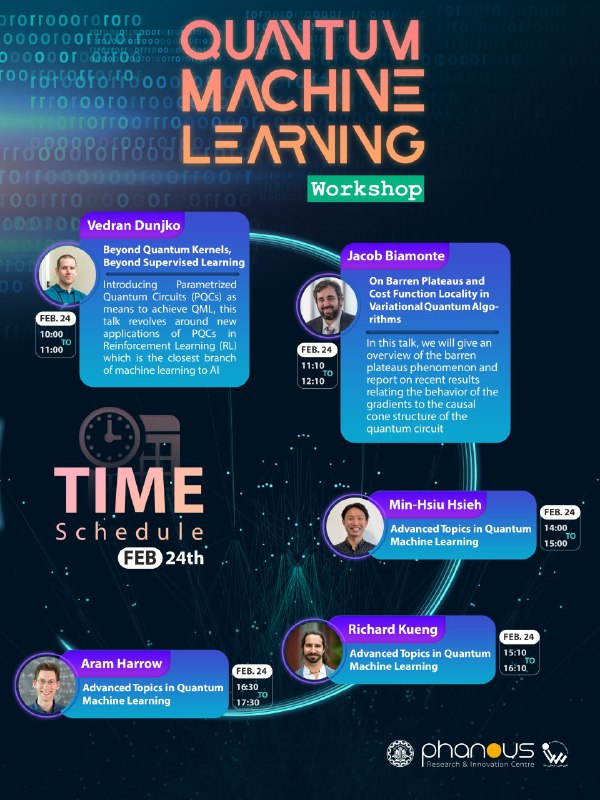 QUANTUM
MACHINE
LEARNING
Workshop
Vedran Dunjko
Beyond Quantum Kernels,
Beyond Supervised Learning
Introducing Parametrized
Quantum Circuits (PQCs) as
means to achieve QML, this
talk revolves around new
applications of PQCs in
Reinforcement Learning (RL)
which is the closest branch
of machine learning to AI
FEB. 24
10:00
TO
11:00
Jacob Biamonte
On Barren Plateaus and
Cost Function Locality in
Variational Quantum Algo-
rithms
In this talk, we will give an
overview of the barren
plateaus phenomenon and
report on recent results
relating the behavior of the
gradients to the causal
cone structure of the
quantum circuit
FEB. 24
11:10
TO
12:10
TIME
Schedule
FEB 24th
Min-Hsiu Hsieh
Advanced Topics in Quantum
Machine Learning
FEB. 24
14:00
TO
15:00
Richard Kueng
Advanced Topics in Quantum
Machine Learning
FEB. 24
15:10
TO
16:10
Aram Harrow
Advanced Topics in Quantum
Machine Learning
FEB. 24
16:30
TO
17:30
phanous
Research & Innovation Centre